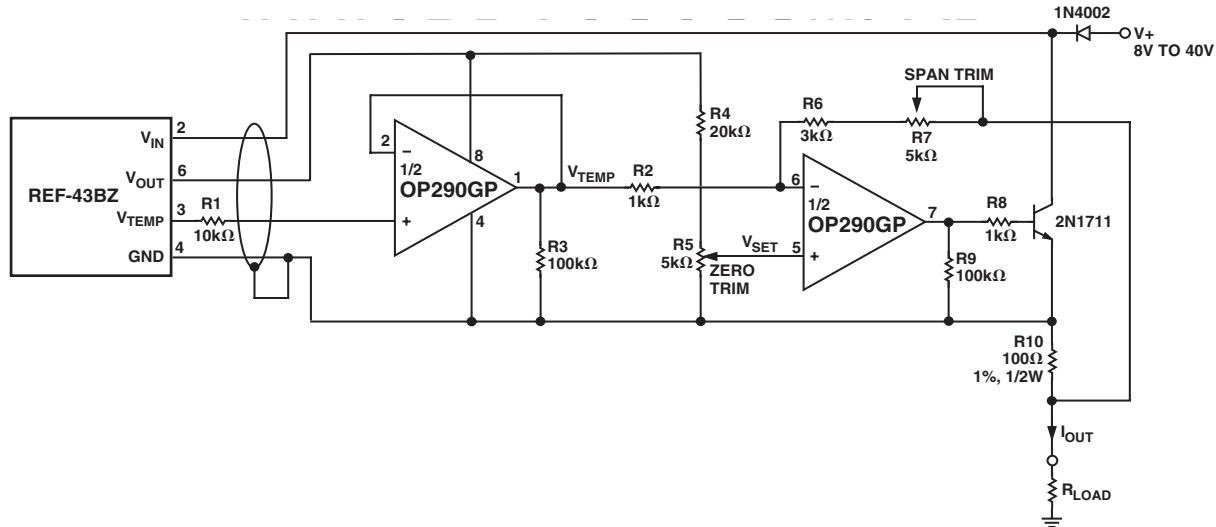 1N4002
V+
8V TO 40V
SPAN TRIM
R4
20kΩ
R6
3kΩ
R7
5kΩ
2
VIN
6
VOUT
REF-43BZ
VTEMP
3
R1
10kΩ
GND
4
2
–
8
1/2
OP290GP
1
+
4
VTEMP
R2
1kΩ
R3
100kΩ
R5
5kΩ
VSET
ZERO
TRIM
6
–
1/2
OP290GP
7
5
+
R8
1kΩ
2N1711
R9
100kΩ
R10
100Ω
1%, 1/2W
IOUT
RLOAD